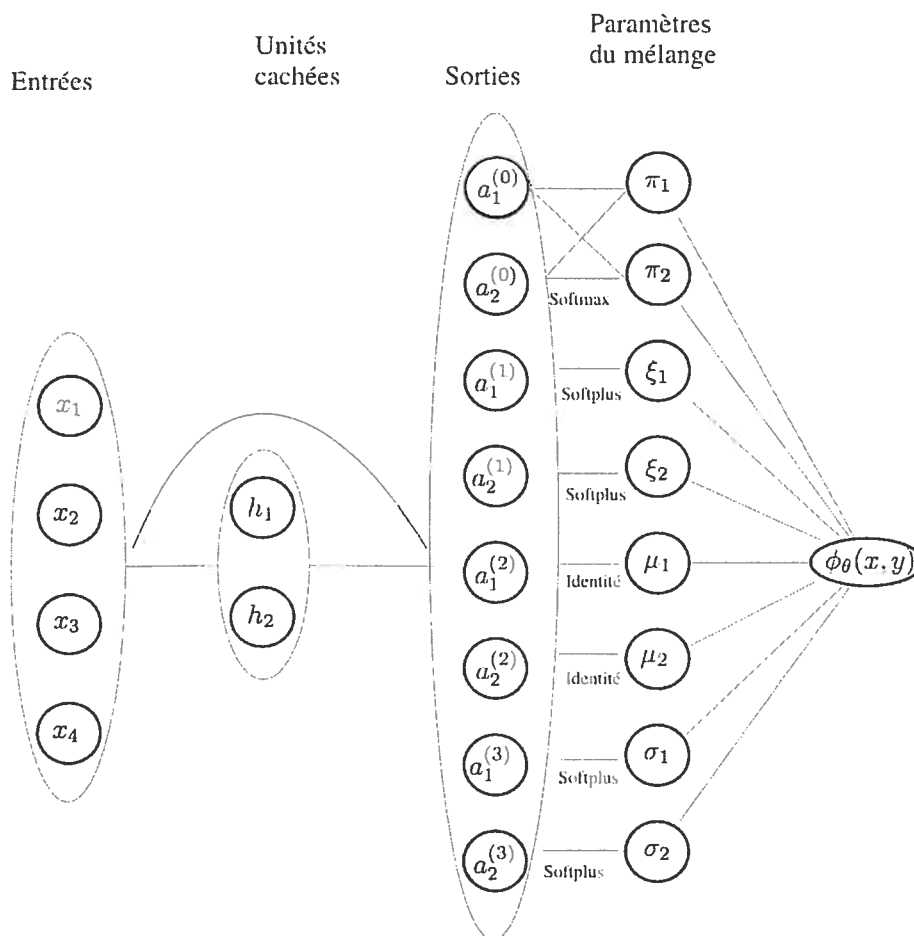 Entrées
Unités
cachées
Sorties
Paramètres
du mélange
x_1
x_2
x_3
x_4
h_1
h_2
a_1^{(0)}
a_2^{(0)}
a_1^{(1)}
a_2^{(1)}
a_1^{(2)}
a_2^{(2)}
a_1^{(3)}
a_2^{(3)}
Softmax
Softplus
Softplus
Identité
Identité
Softplus
Softplus
π_1
π_2
ξ_1
ξ_2
μ_1
μ_2
σ_1
σ_2
ϕ_θ(x, y)